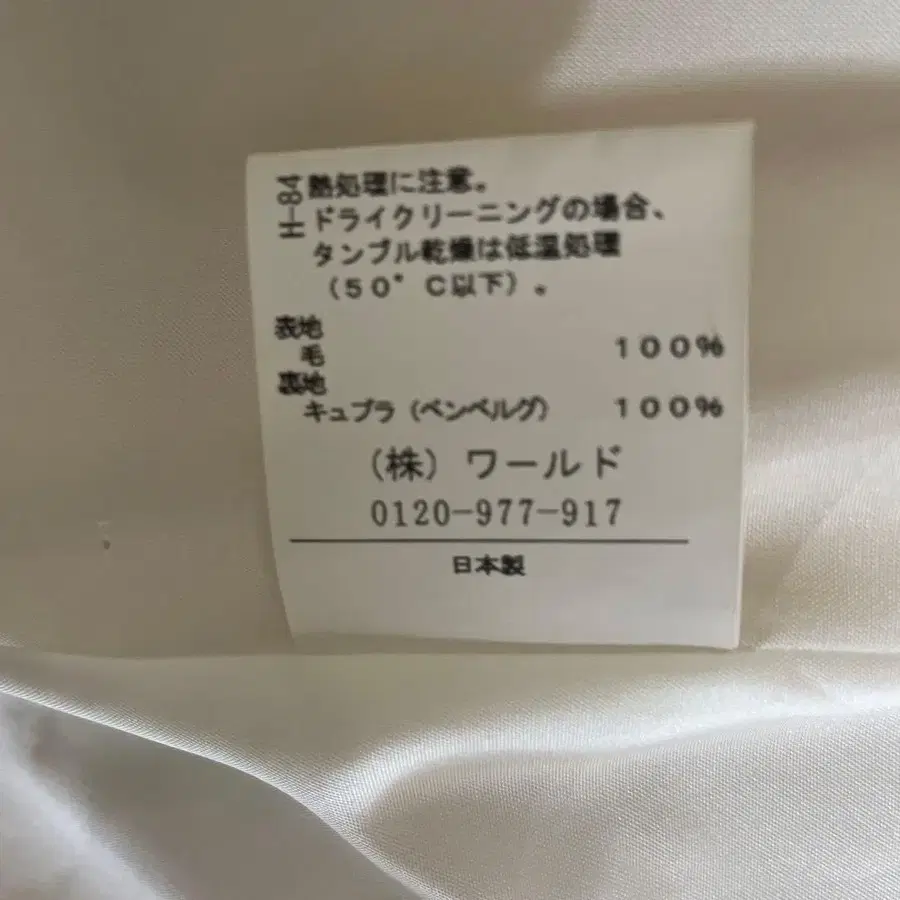 H-84
熱処理に注意。
ドライクリーニングの場合、
タンブル乾燥は低温処理
(50°C以下)。
表地
毛 100%
裏地
キュプラ(ベンベルグ) 100%
(株)ワールド
0120-977-917
日本製